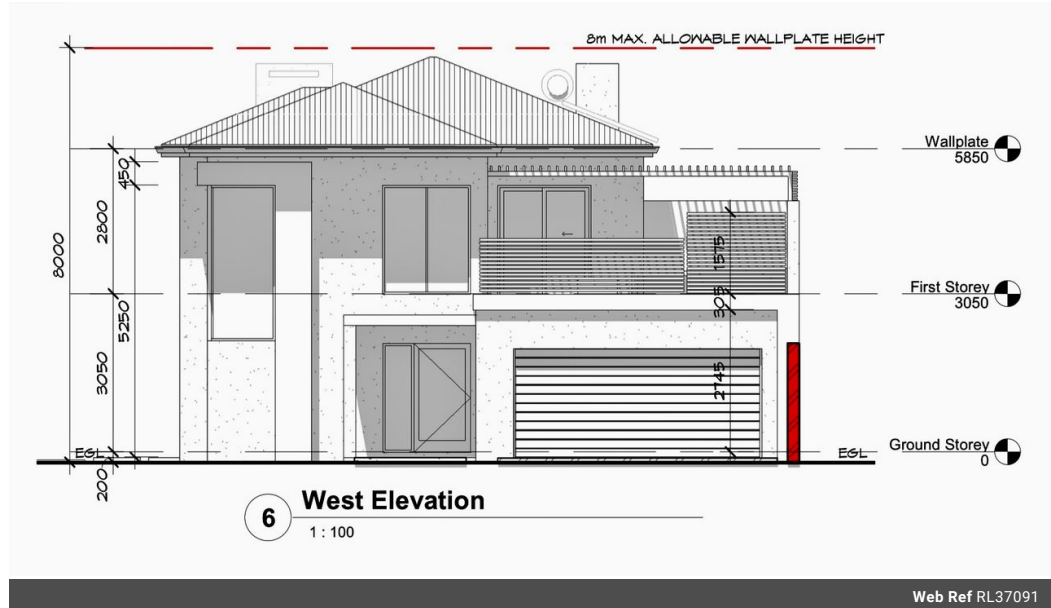 8m MAX. ALLOWABLE WALLPLATE HEIGHT
Wallplate
5850
450
2800
8000
1575
First Storey
3050
305
5250
3050
2745
EGL
EGL
Ground Storey
0
200
6
West Elevation
1 : 100
Web Ref RL37091